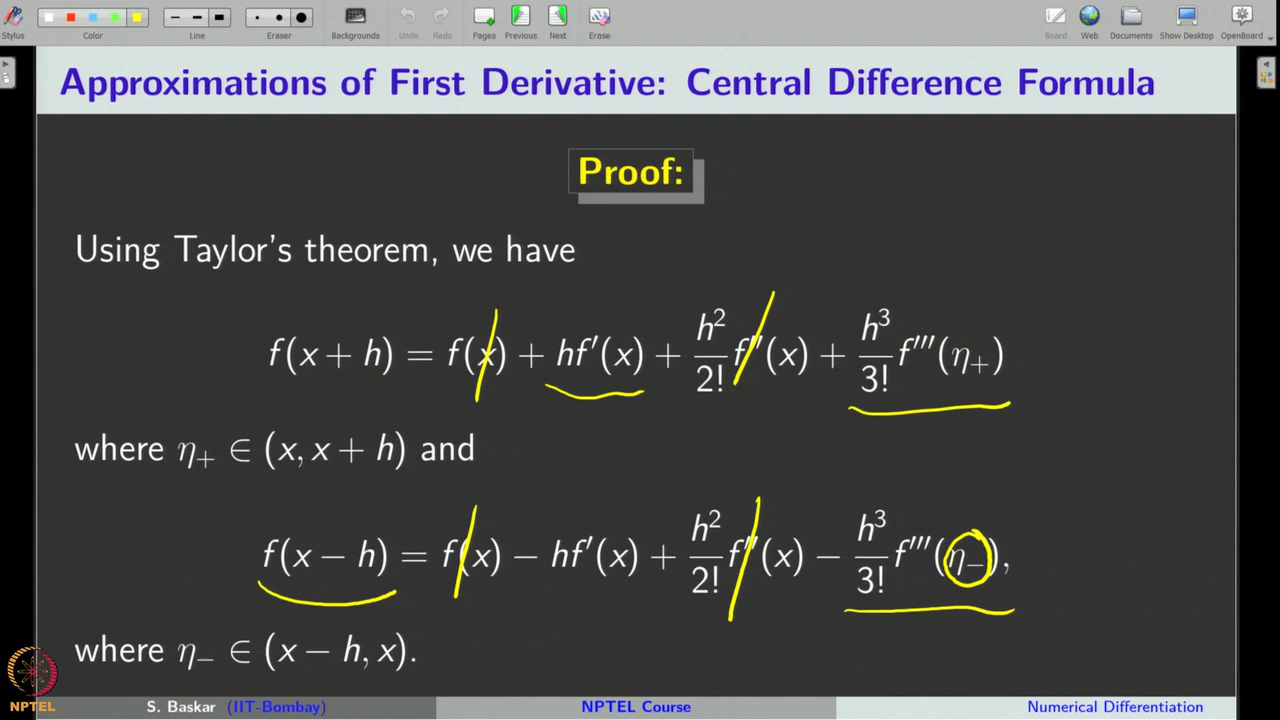 Stylus Color Line Eraser Backgrounds Undo Redo Pages Previous Next Erase Board Web Documents Show Desktop OpenBoard
Approximations of First Derivative: Central Difference Formula
Proof:
Using Taylor's theorem, we have
f(x + h) = f(x) + hf′(x) + h²/2! f″(x) + h³/3! f‴(η₊)
where η₊ ∈ (x, x + h) and
f(x − h) = f(x) − hf′(x) + h²/2! f″(x) − h³/3! f‴(η₋),
where η₋ ∈ (x − h, x).
NPTEL
S. Baskar (IIT-Bombay) NPTEL Course Numerical Differentiation